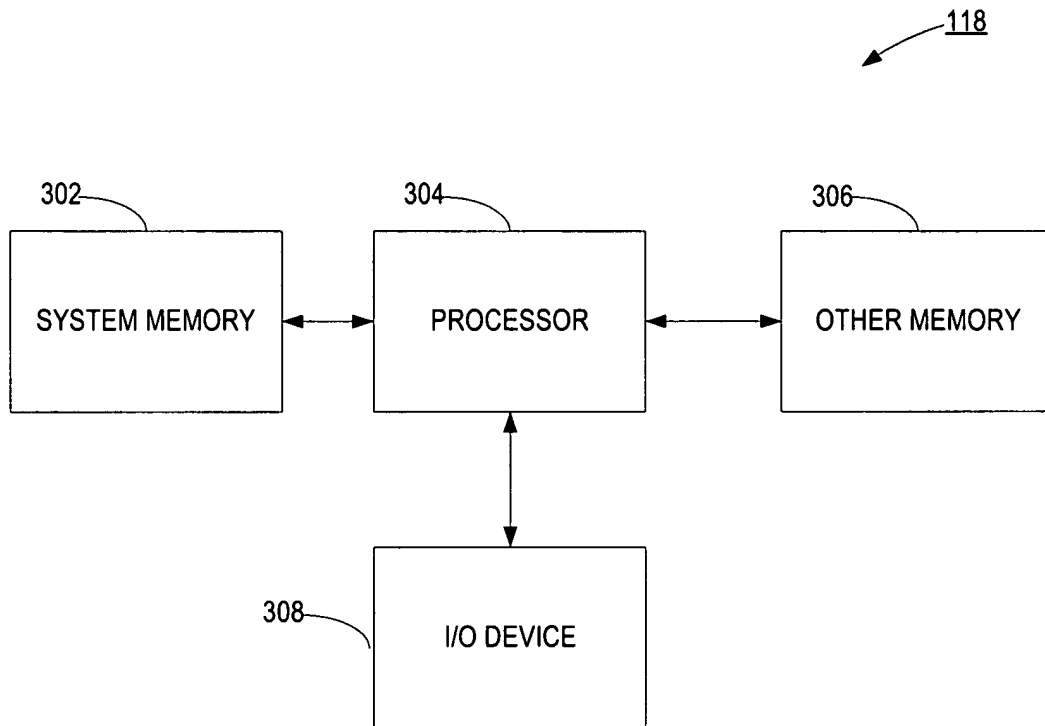 118
302
304
306
SYSTEM MEMORY
PROCESSOR
OTHER MEMORY
308
I/O DEVICE